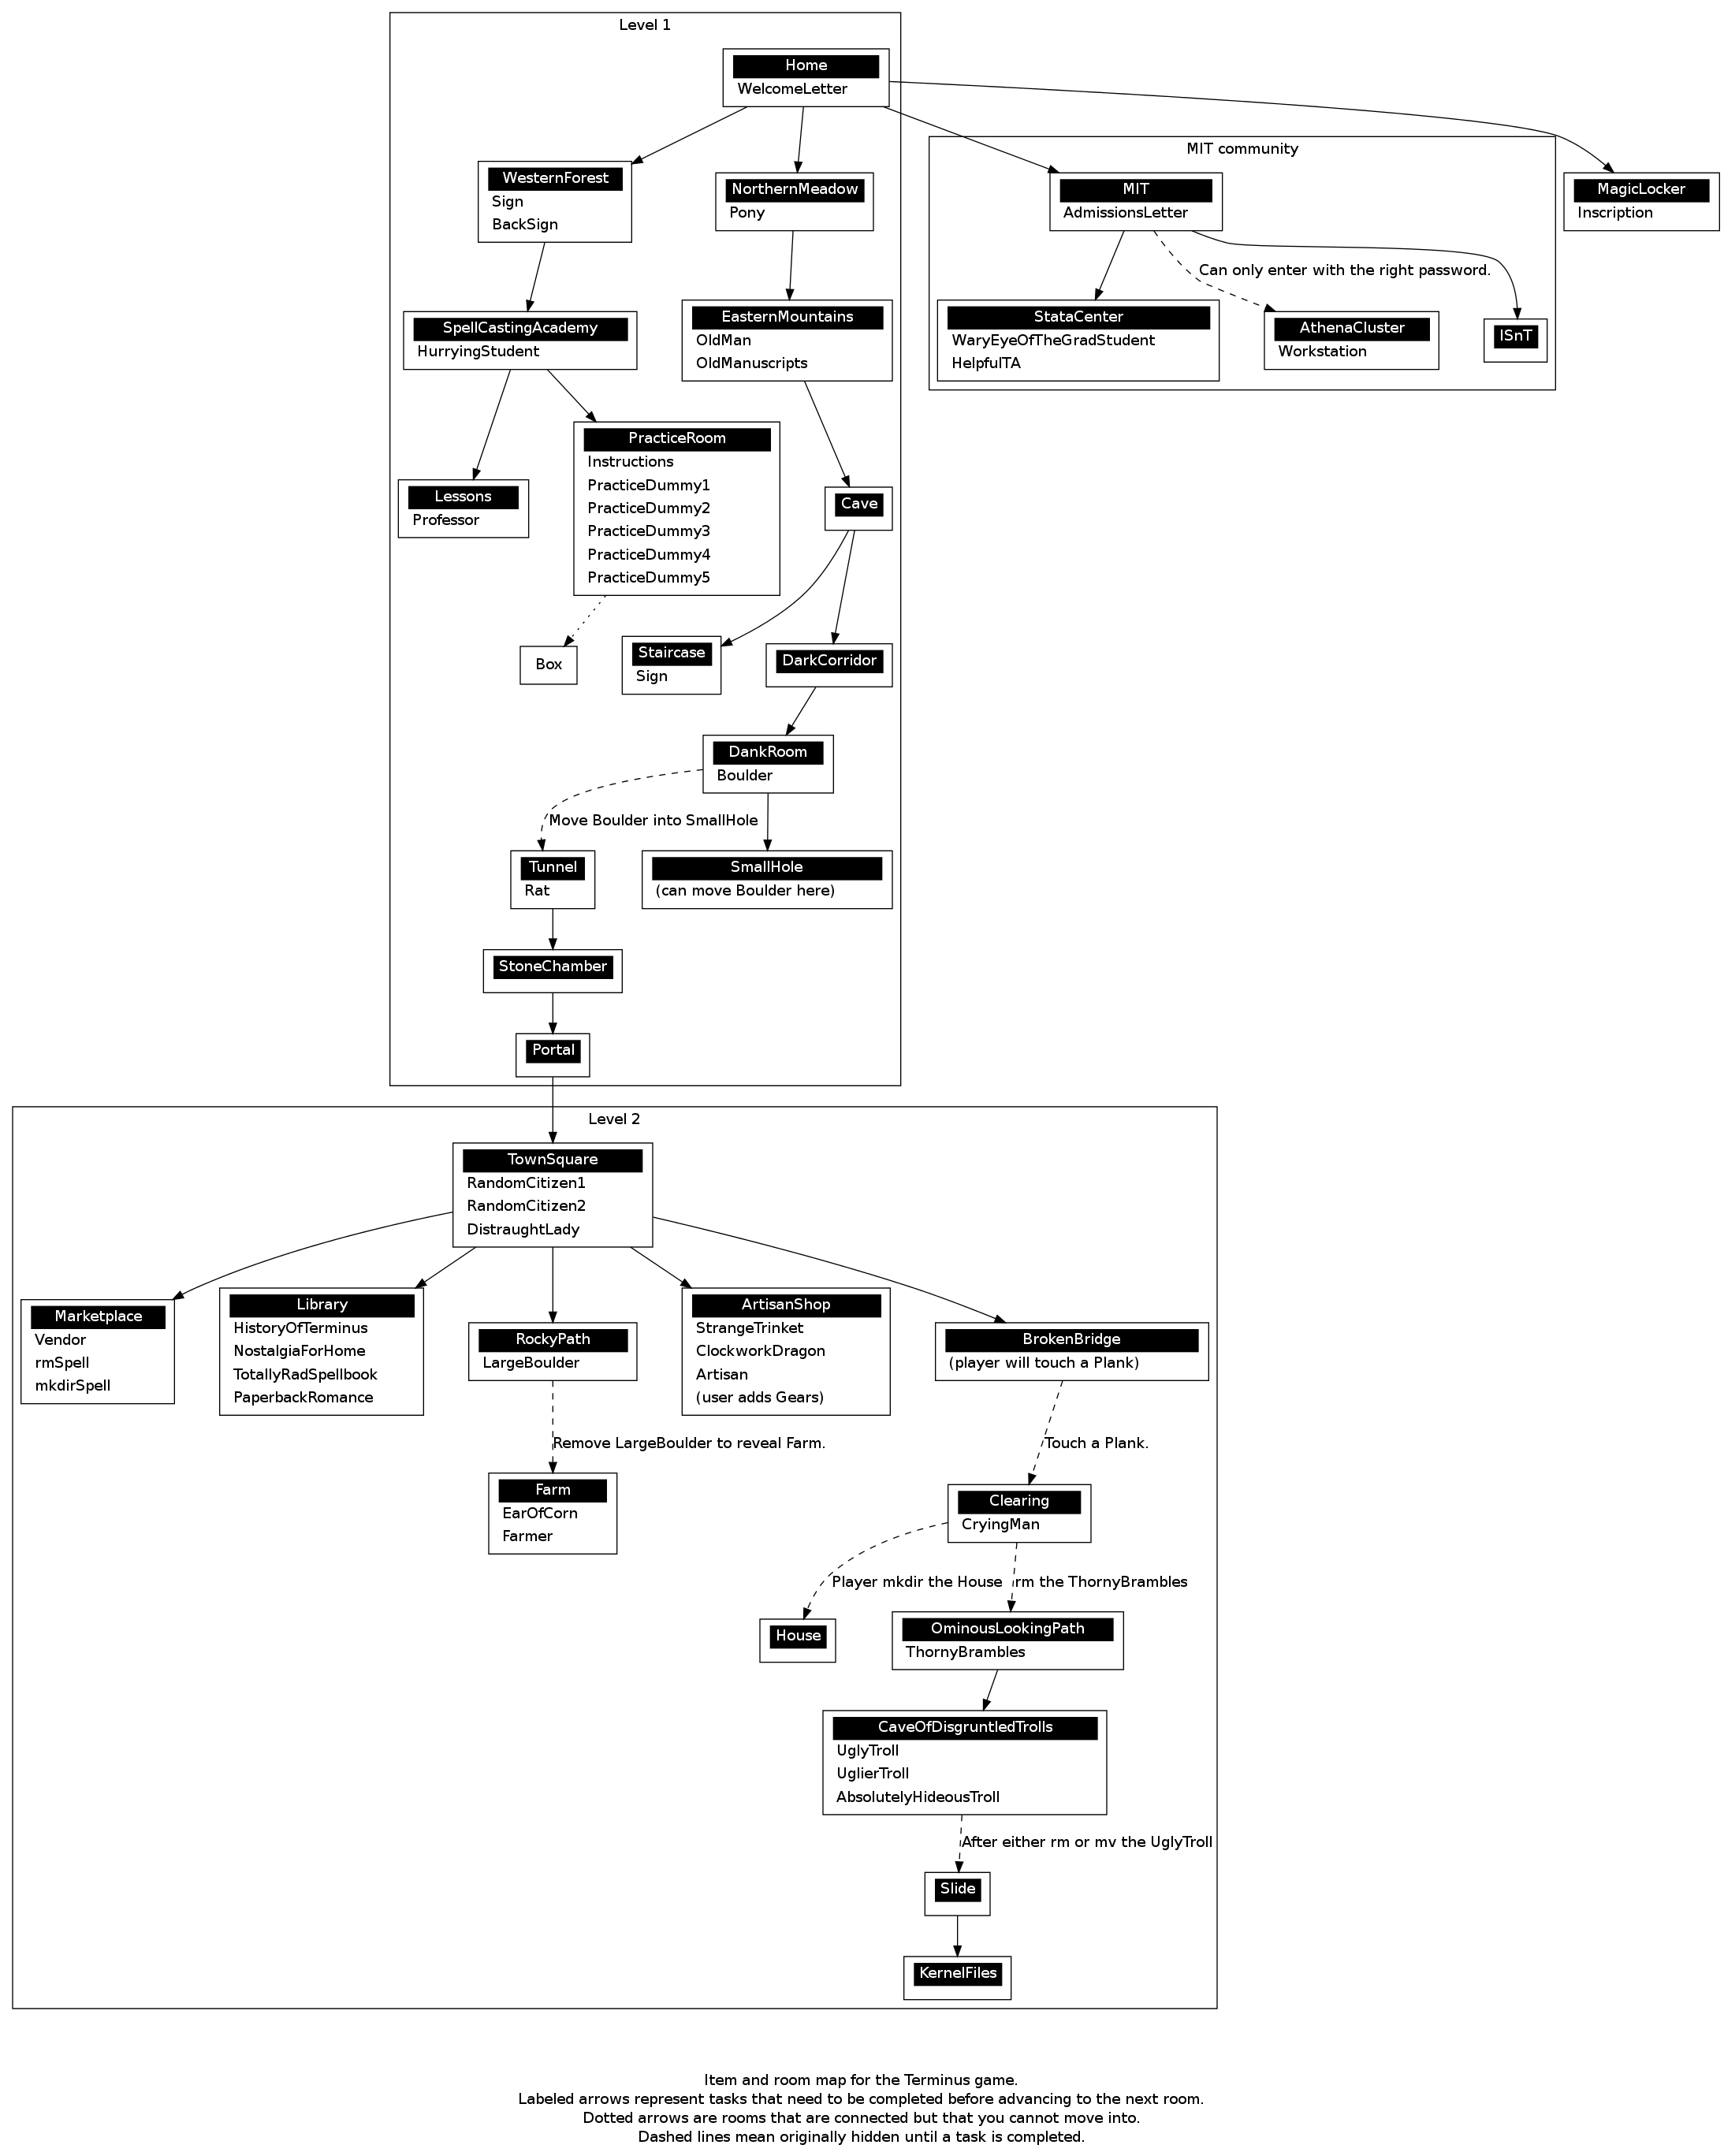 Level 1
Home
WelcomeLetter
MIT community
WesternForest
Sign
BackSign
NorthernMeadow
Pony
MIT
AdmissionsLetter
MagicLocker
Inscription
Can only enter with the right password.
SpellCastingAcademy
HurryingStudent
EasternMountains
OldMan
OldManuscripts
StataCenter
WaryEyeOfTheGradStudent
HelpfulTA
AthenaCluster
Workstation
ISnT
Lessons
Professor
PracticeRoom
Instructions
PracticeDummy1
PracticeDummy2
PracticeDummy3
PracticeDummy4
PracticeDummy5
Cave
Box
Staircase
Sign
DarkCorridor
DankRoom
Boulder
Move Boulder into SmallHole
Tunnel
Rat
SmallHole
(can move Boulder here)
StoneChamber
Portal
Level 2
TownSquare
RandomCitizen1
RandomCitizen2
DistraughtLady
Marketplace
Vendor
rmSpell
mkdirSpell
Library
HistoryOfTerminus
NostalgiaForHome
TotallyRadSpellbook
PaperbackRomance
RockyPath
LargeBoulder
ArtisanShop
StrangeTrinket
ClockworkDragon
Artisan
(user adds Gears)
BrokenBridge
(player will touch a Plank)
Remove LargeBoulder to reveal Farm.
Touch a Plank.
Farm
EarOfCorn
Farmer
Clearing
CryingMan
Player mkdir the House
rm the ThornyBrambles
House
OminousLookingPath
ThornyBrambles
CaveOfDisgruntledTrolls
UglyTroll
UglierTroll
AbsolutelyHideousTroll
After either rm or mv the UglyTroll
Slide
KernelFiles
Item and room map for the Terminus game.
Labeled arrows represent tasks that need to be completed before advancing to the next room.
Dotted arrows are rooms that are connected but that you cannot move into.
Dashed lines mean originally hidden until a task is completed.